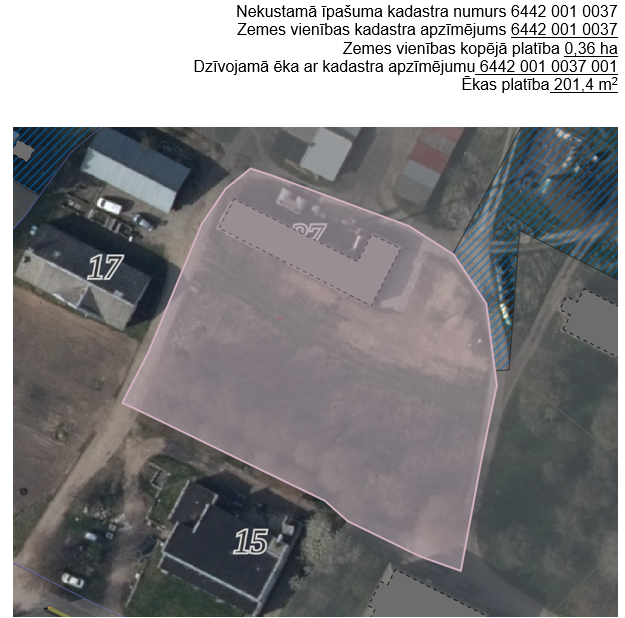 Nekustamā īpašuma kadastra numurs 6442 001 0037
Zemes vienības kadastra apzīmējums 6442 001 0037
Zemes vienības kopējā platība 0,36 ha
Dzīvojamā ēka ar kadastra apzīmējumu 6442 001 0037 001
Ēkas platība 201,4 m²
17
15